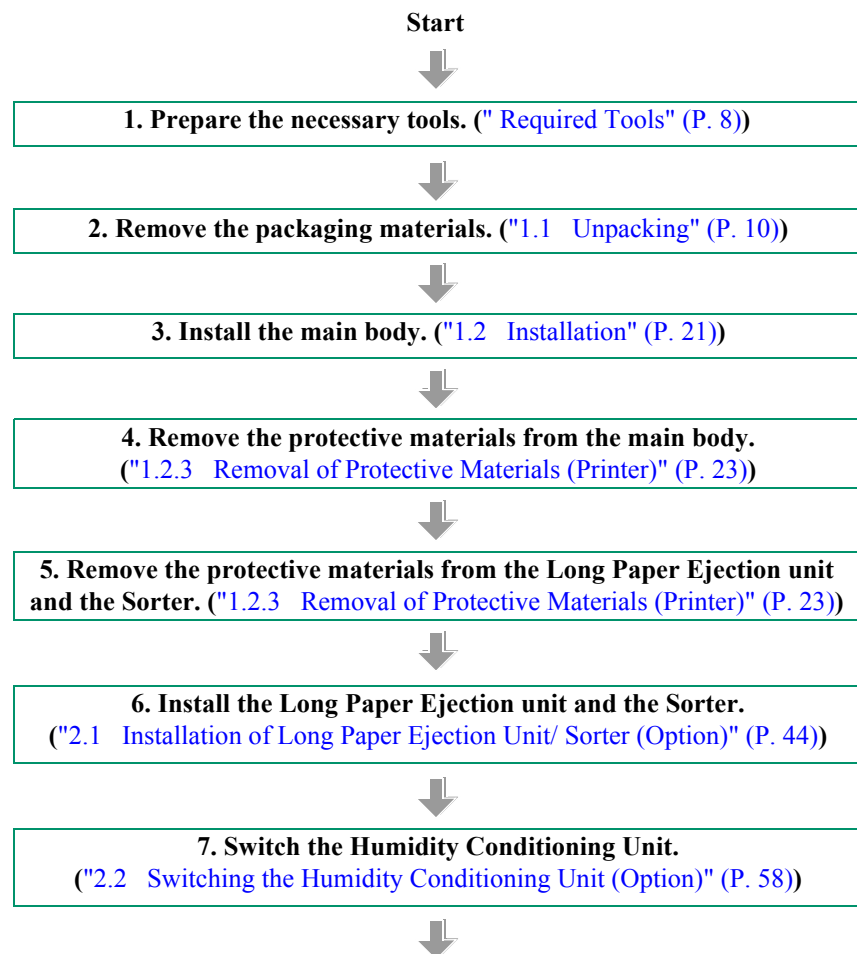 Start
1. Prepare the necessary tools. (" Required Tools" (P. 8))
2. Remove the packaging materials. ("1.1 Unpacking" (P. 10))
3. Install the main body. ("1.2 Installation" (P. 21))
4. Remove the protective materials from the main body.
("1.2.3 Removal of Protective Materials (Printer)" (P. 23))
5. Remove the protective materials from the Long Paper Ejection unit
and the Sorter. ("1.2.3 Removal of Protective Materials (Printer)" (P. 23))
6. Install the Long Paper Ejection unit and the Sorter.
("2.1 Installation of Long Paper Ejection Unit/ Sorter (Option)" (P. 44))
7. Switch the Humidity Conditioning Unit.
("2.2 Switching the Humidity Conditioning Unit (Option)" (P. 58))